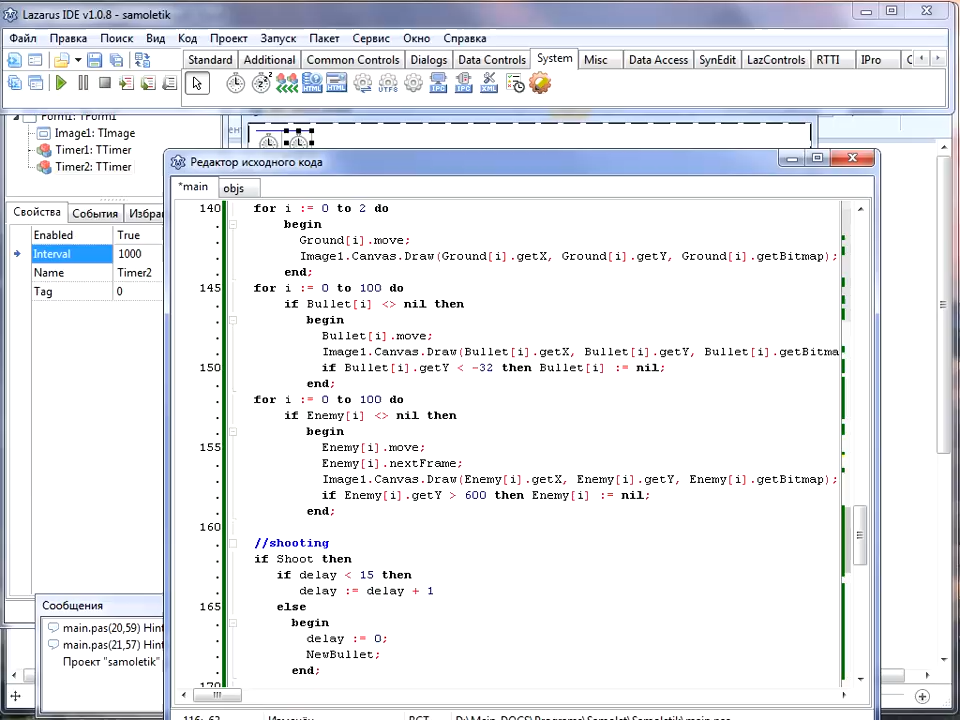 Lazarus IDE v1.0.8 - samoletik
Файл Правка Поиск Вид Код Проект Запуск Пакет Сервис Окно Справка
Standard Additional Common Controls Dialogs Data Controls System Misc Data Access SynEdit LazControls RTTI IPro
Form1: TForm1
Image1: TImage
Timer1: TTimer
Timer2: TTimer
Свойства События Избра
Enabled True
Interval 1000
Name Timer2
Tag 0
Сообщения
main.pas(20,59) Hint
main.pas(21,57) Hint
Проект "samoletik"
Редактор исходного кода
*main objs
140 for i := 0 to 2 do
begin
Ground[i].move;
Image1.Canvas.Draw(Ground[i].getX, Ground[i].getY, Ground[i].getBitmap);
end;
145 for i := 0 to 100 do
if Bullet[i] <> nil then
begin
Bullet[i].move;
Image1.Canvas.Draw(Bullet[i].getX, Bullet[i].getY, Bullet[i].getBitma
150 if Bullet[i].getY < -32 then Bullet[i] := nil;
end;
for i := 0 to 100 do
if Enemy[i] <> nil then
begin
155 Enemy[i].move;
Enemy[i].nextFrame;
Image1.Canvas.Draw(Enemy[i].getX, Enemy[i].getY, Enemy[i].getBitmap);
if Enemy[i].getY > 600 then Enemy[i] := nil;
end;
160
//shooting
if Shoot then
if delay < 15 then
delay := delay + 1
165 else
begin
delay := 0;
NewBullet;
end;
170